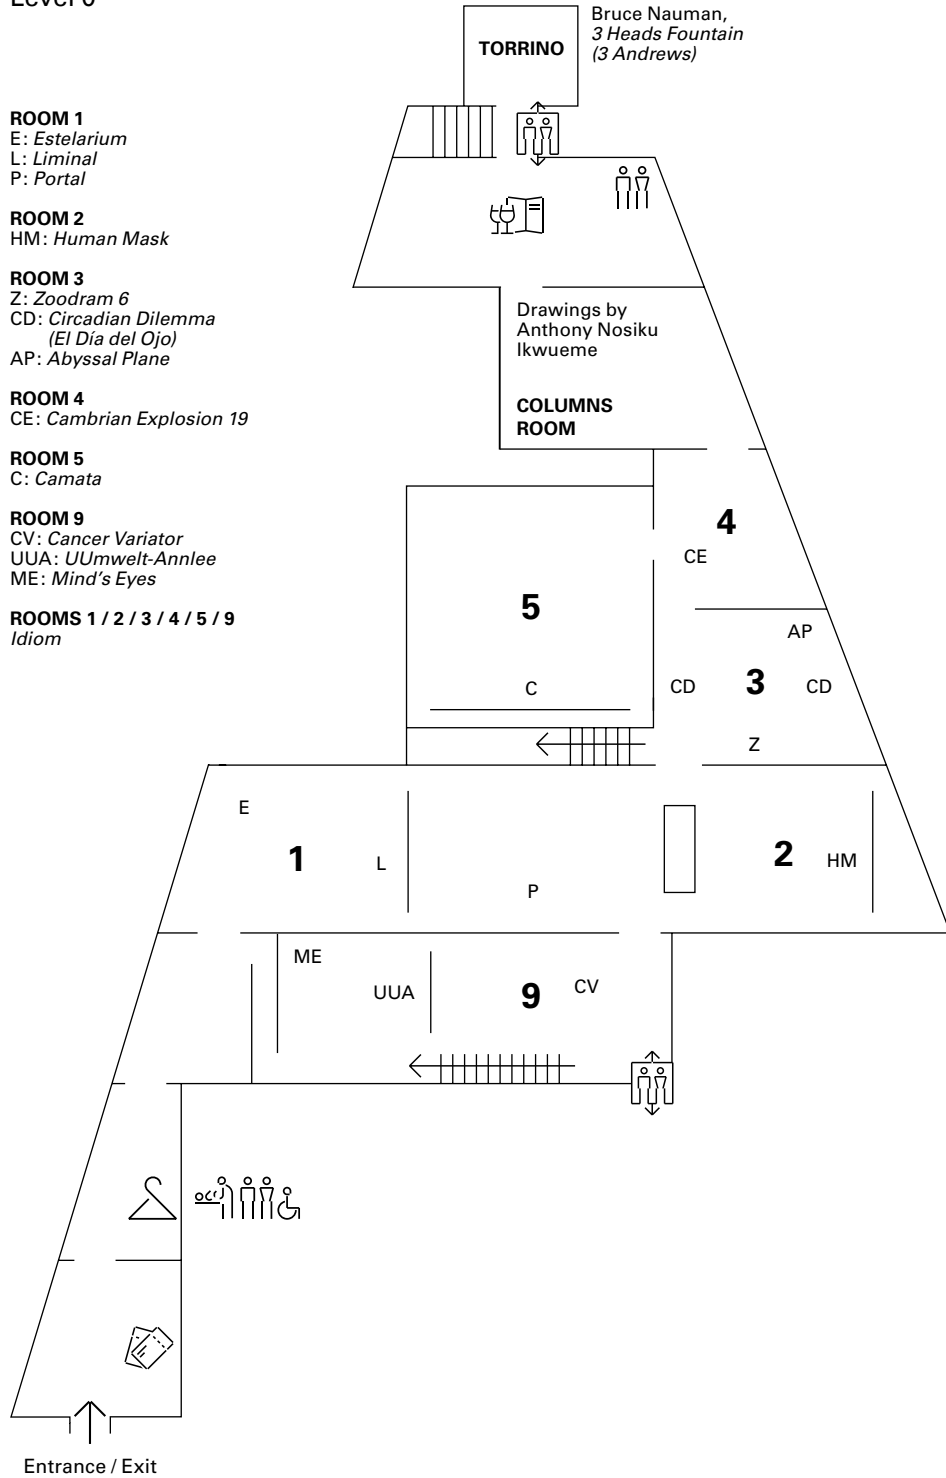 Level 0
Bruce Nauman,
3 Heads Fountain
(3 Andrews)
TORRINO
ROOM 1
E: Estelarium
L: Liminal
P: Portal
ROOM 2
HM: Human Mask
ROOM 3
Z: Zoodram 6
CD: Circadian Dilemma
(El Día del Ojo)
AP: Abyssal Plane
ROOM 4
CE: Cambrian Explosion 19
ROOM 5
C: Camata
ROOM 9
CV: Cancer Variator
UUA: UUmwelt-Annlee
ME: Mind's Eyes
ROOMS 1 / 2 / 3 / 4 / 5 / 9
Idiom
Drawings by
Anthony Nosiku
Ikwueme
COLUMNS
ROOM
4
CE
5
AP
C
CD
3
CD
Z
E
1
L
P
2
HM
ME
UUA
9
CV
Entrance / Exit